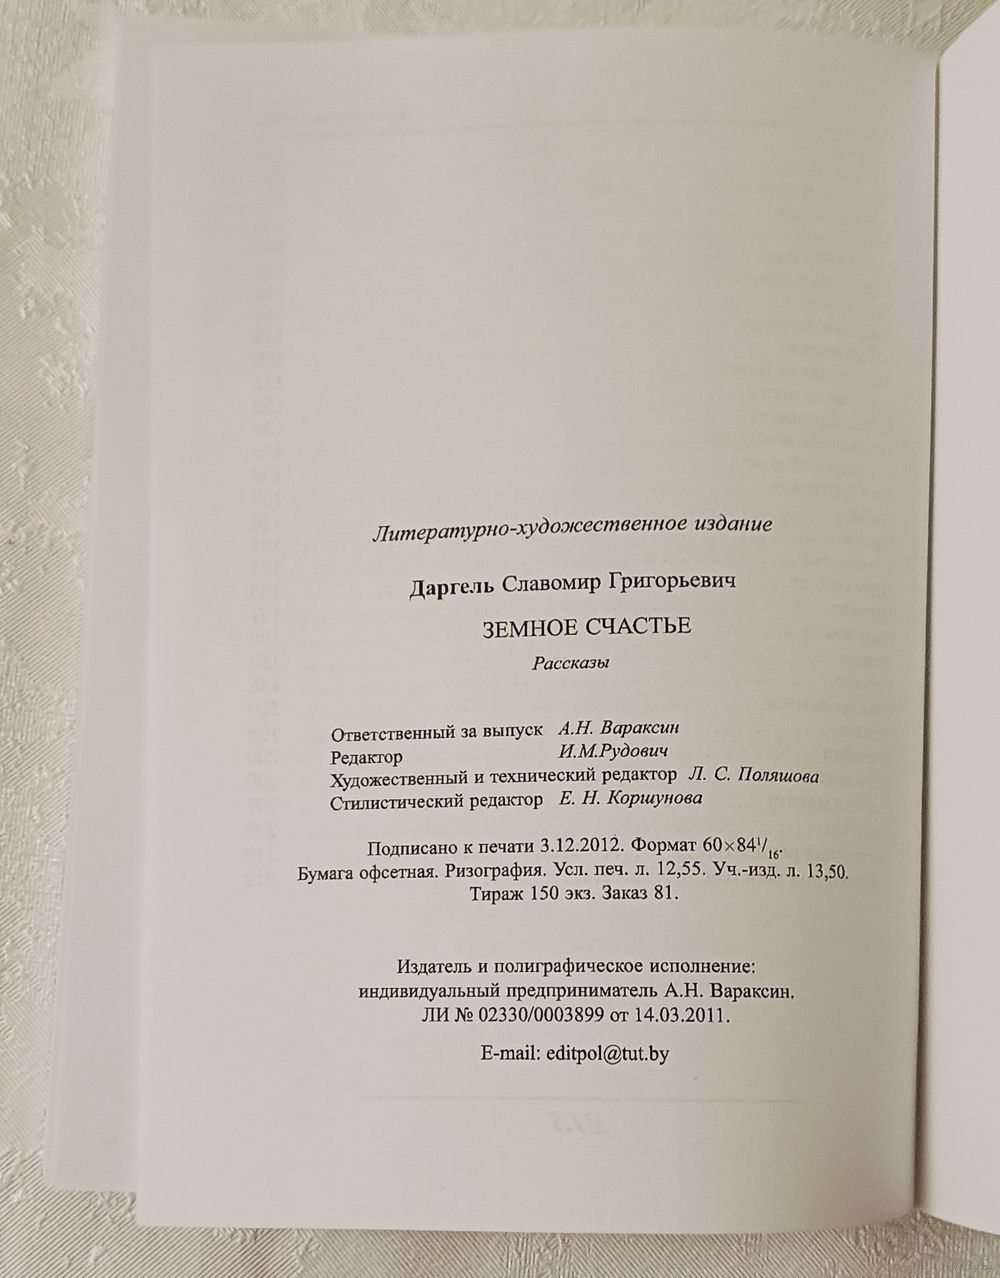 Литературно-художественное издание
Даргель Славомир Григорьевич
ЗЕМНОЕ СЧАСТЬЕ
Рассказы
Ответственный за выпуск А.Н. Вараксин
Редактор И.М.Рудович
Художественный и технический редактор Л. С. Поляшова
Стилистический редактор Е. Н. Коршунова
Подписано к печати 3.12.2012. Формат 60×84 1/16.
Бумага офсетная. Ризография. Усл. печ. л. 12,55. Уч.-изд. л. 13,50.
Тираж 150 экз. Заказ 81.
Издатель и полиграфическое исполнение:
индивидуальный предприниматель А.Н. Вараксин.
ЛИ № 02330/0003899 от 14.03.2011.
E-mail: editpol@tut.by